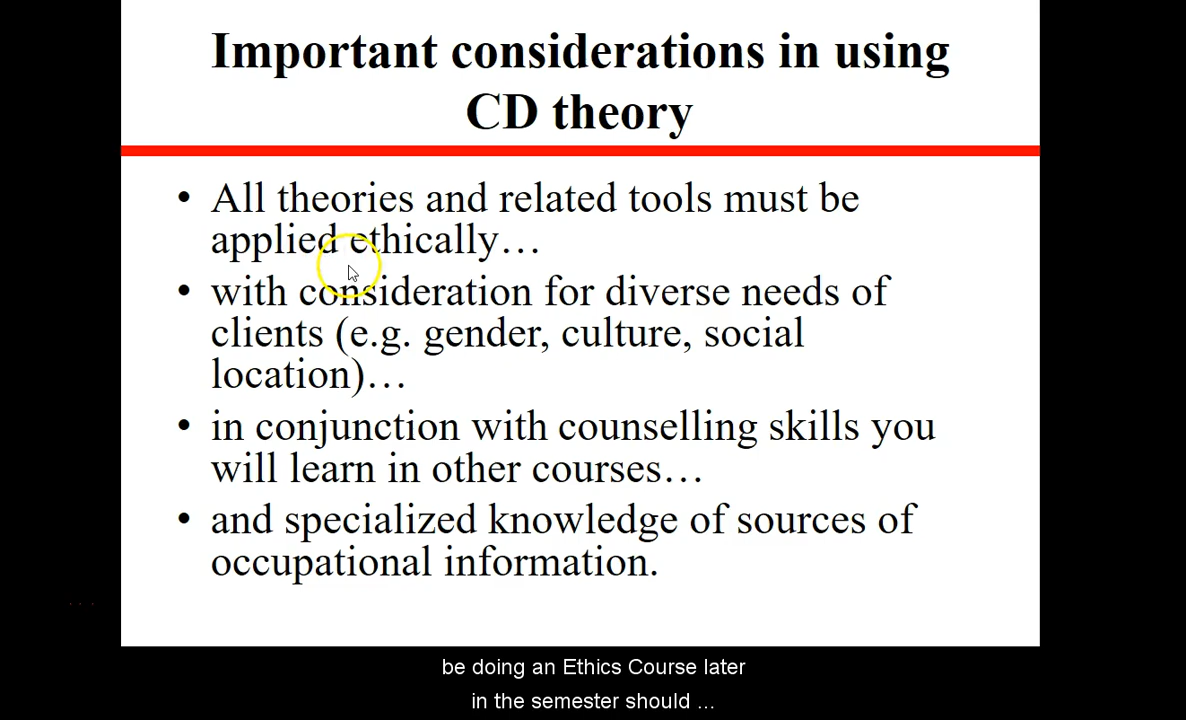 Important considerations in using
CD theory
• All theories and related tools must be
applied ethically…
• with consideration for diverse needs of
clients (e.g. gender, culture, social
location)…
• in conjunction with counselling skills you
will learn in other courses…
• and specialized knowledge of sources of
occupational information.
be doing an Ethics Course later
in the semester should ...